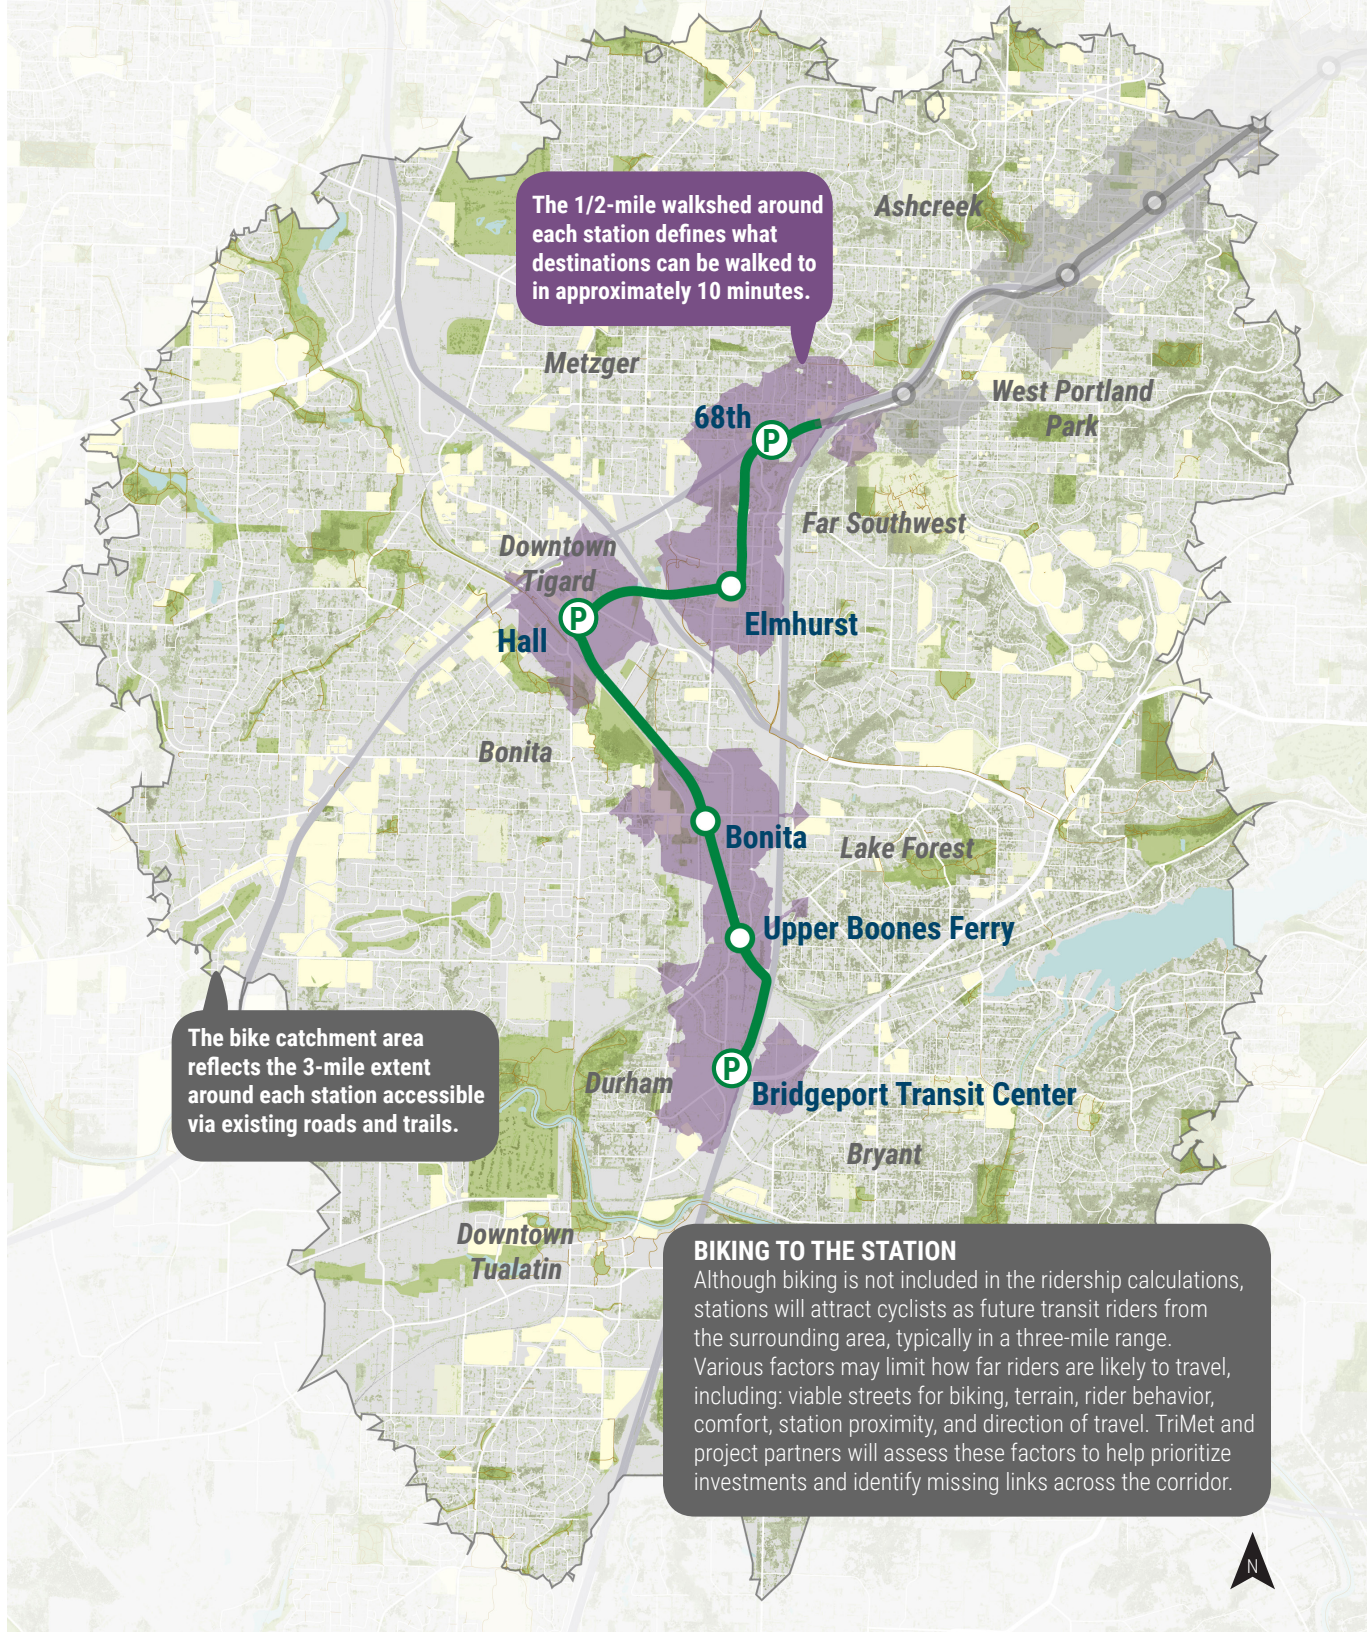 Ashcreek
The 1/2-mile walkshed around
each station defines what
destinations can be walked to
in approximately 10 minutes.
Metzger
West Portland
Park
68th
P
Far Southwest
Downtown
Tigard
P
Hall
Elmhurst
Bonita
Bonita
Lake Forest
Upper Boones Ferry
The bike catchment area
reflects the 3-mile extent
around each station accessible
via existing roads and trails.
Durham
P
Bridgeport Transit Center
Bryant
Downtown
Tualatin
BIKING TO THE STATION
Although biking is not included in the ridership calculations,
stations will attract cyclists as future transit riders from
the surrounding area, typically in a three-mile range.
Various factors may limit how far riders are likely to travel,
including: viable streets for biking, terrain, rider behavior,
comfort, station proximity, and direction of travel. TriMet and
project partners will assess these factors to help prioritize
investments and identify missing links across the corridor.
N